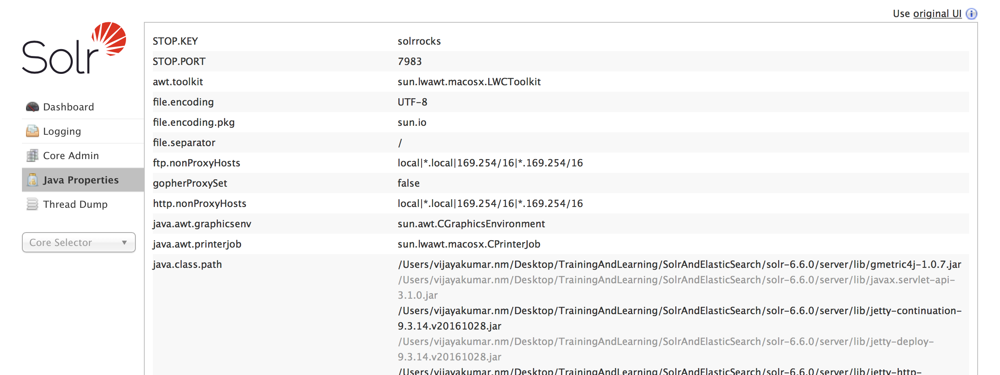 Use original UI
Solr
Dashboard
Logging
Core Admin
Java Properties
Thread Dump
Core Selector
STOP.KEY solrrocks
STOP.PORT 7983
awt.toolkit sun.lwawt.macosx.LWCToolkit
file.encoding UTF-8
file.encoding.pkg sun.io
file.separator /
ftp.nonProxyHosts local|*.local|169.254/16|*.169.254/16
gopherProxySet false
http.nonProxyHosts local|*.local|169.254/16|*.169.254/16
java.awt.graphicsenv sun.awt.CGraphicsEnvironment
java.awt.printerjob sun.lwawt.macosx.CPrinterJob
java.class.path /Users/vijayakumar.nm/Desktop/TrainingAndLearning/SolrAndElasticSearch/solr-6.6.0/server/lib/gmetric4j-1.0.7.jar
/Users/vijayakumar.nm/Desktop/TrainingAndLearning/SolrAndElasticSearch/solr-6.6.0/server/lib/javax.servlet-api-
3.1.0.jar
/Users/vijayakumar.nm/Desktop/TrainingAndLearning/SolrAndElasticSearch/solr-6.6.0/server/lib/jetty-continuation-
9.3.14.v20161028.jar
/Users/vijayakumar.nm/Desktop/TrainingAndLearning/SolrAndElasticSearch/solr-6.6.0/server/lib/jetty-deploy-
9.3.14.v20161028.jar
/Users/vijayakumar.nm/Desktop/TrainingAndLearning/SolrAndElasticSearch/solr-6.6.0/server/lib/jetty-http-